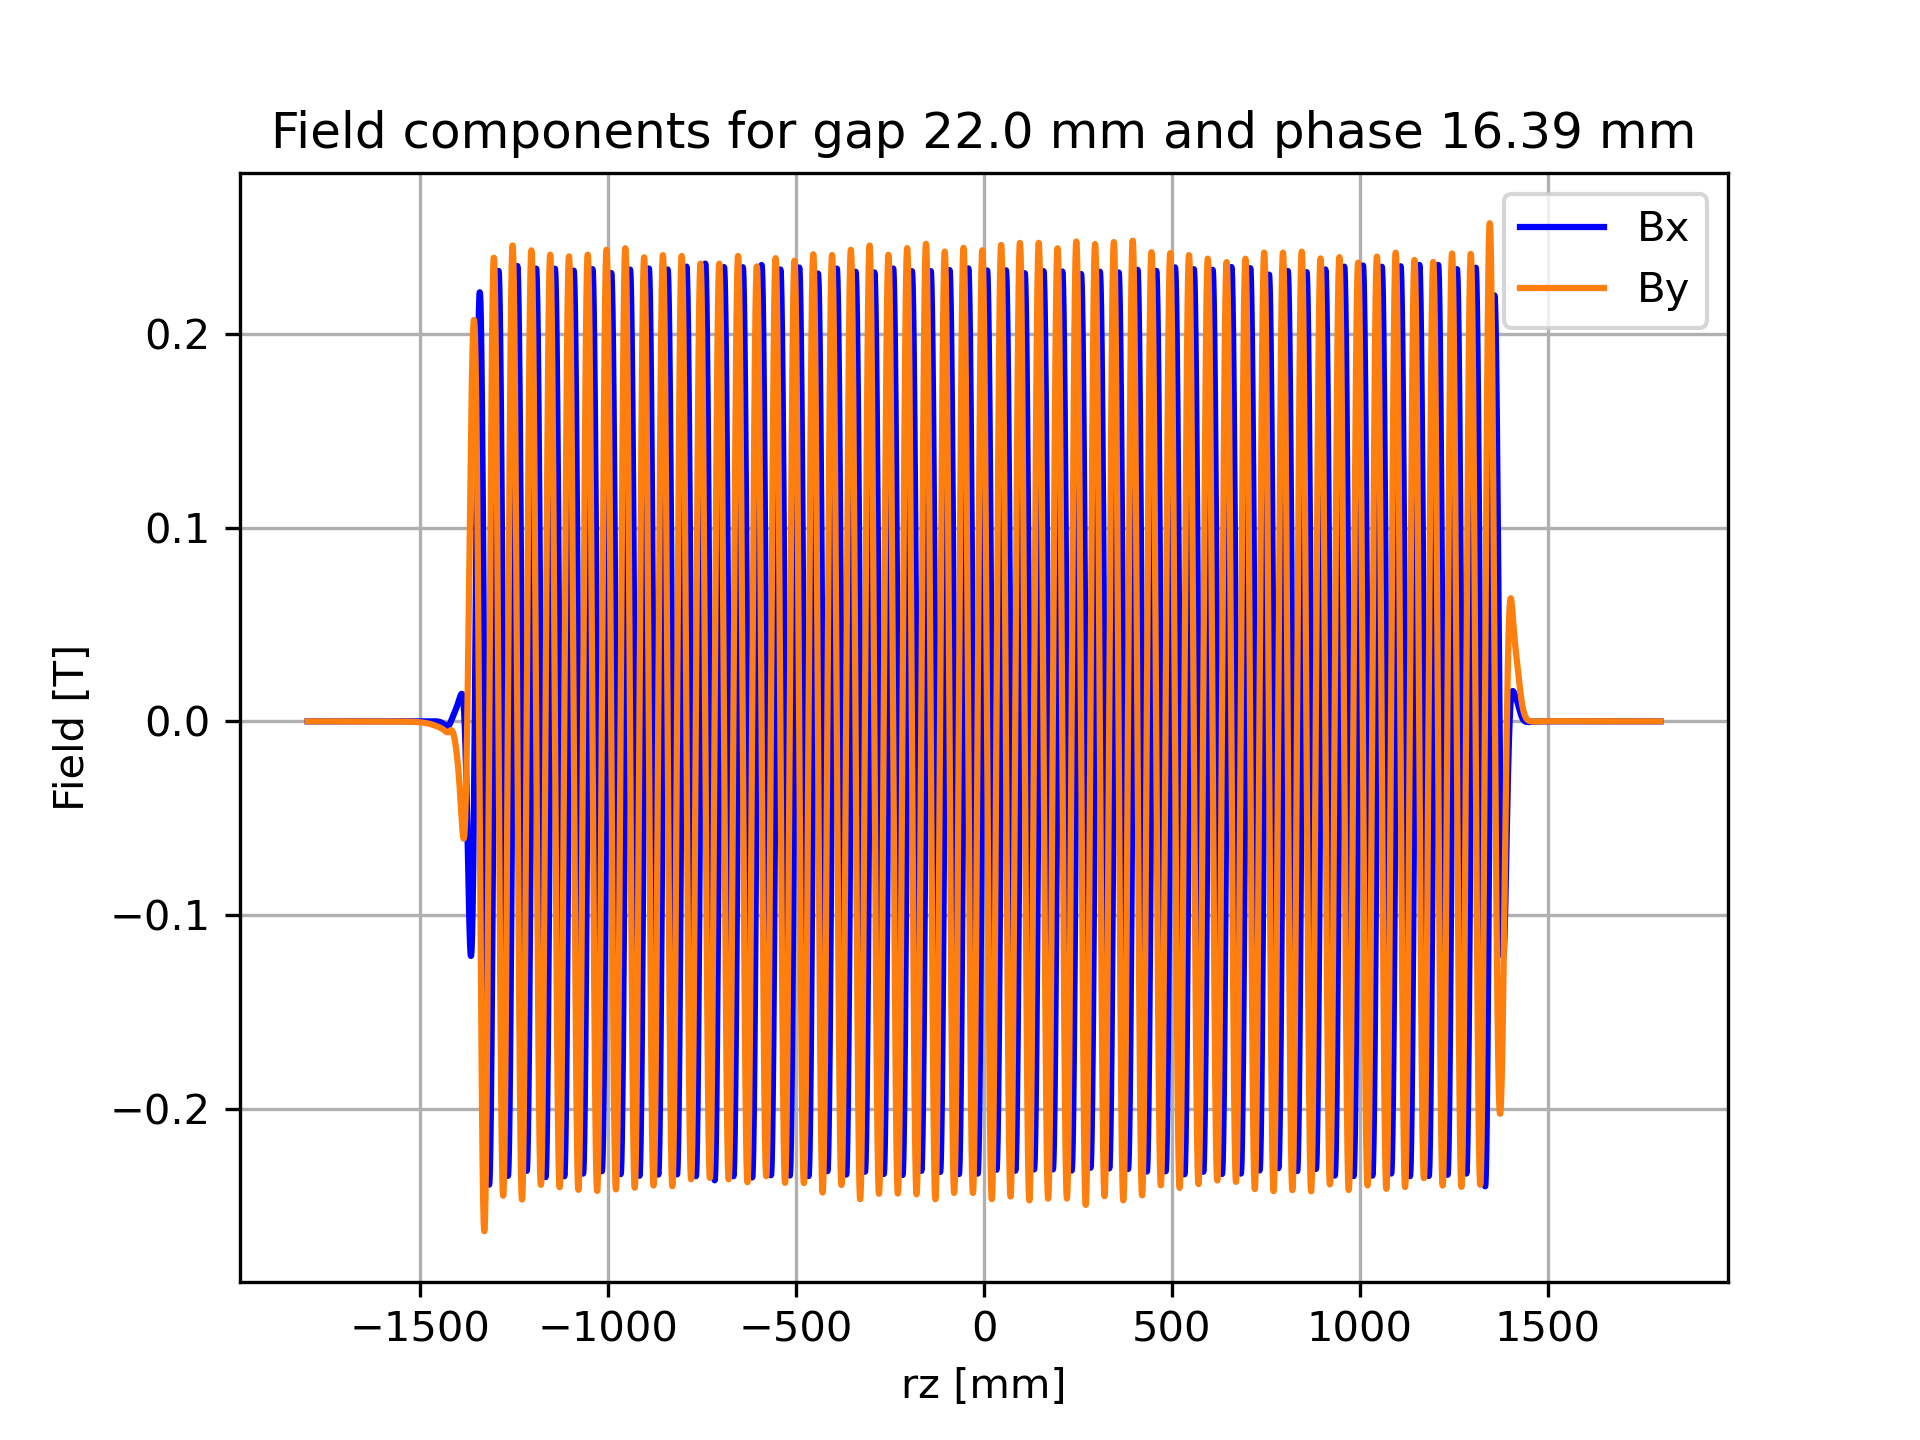 Field components for gap 22.0 mm and phase 16.39 mm
Bx
By
0.2
0.1
0.0
−0.1
−0.2
Field [T]
−1500 −1000 −500 0 500 1000 1500
rz [mm]